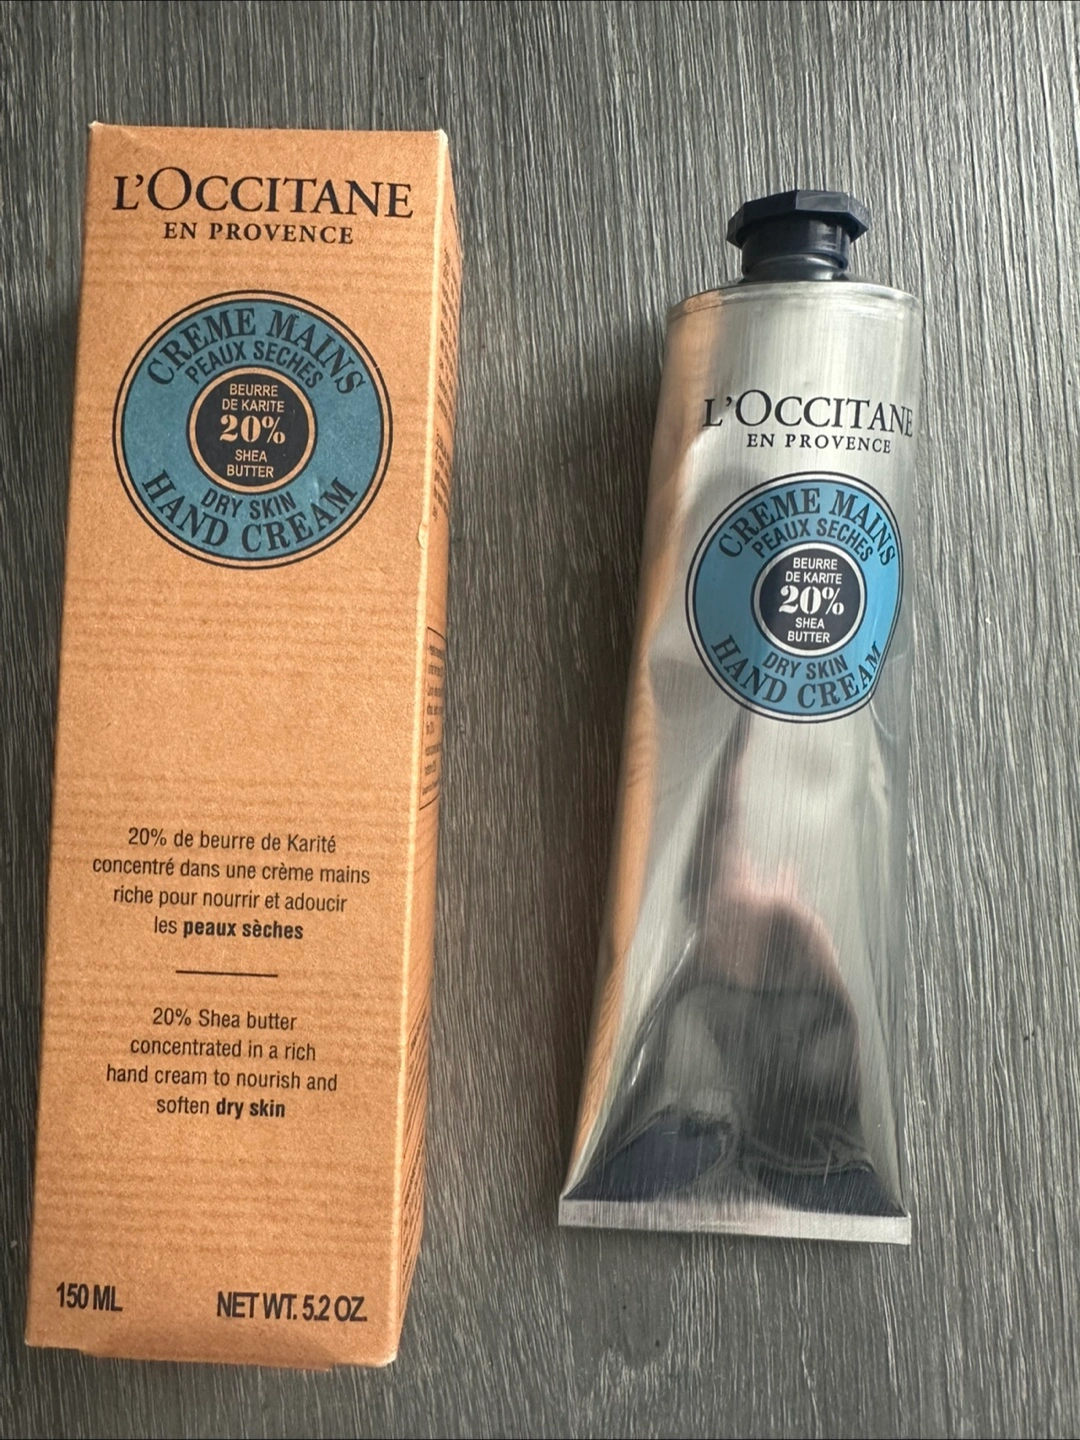 L'OCCITANE
EN PROVENCE
CREME MAINS
PEAUX SECHES
BEURRE
DE KARITE
20%
SHEA
BUTTER
DRY SKIN
HAND CREAM
20% de beurre de Karité
concentré dans une crème mains
riche pour nourrir et adoucir
les peaux sèches
20% Shea butter
concentrated in a rich
hand cream to nourish and
soften dry skin
150 ML
NET WT. 5.2 OZ.
L'OCCITANE
EN PROVENCE
CREME MAINS
PEAUX SECHES
BEURRE
DE KARITE
20%
SHEA
BUTTER
DRY SKIN
HAND CREAM